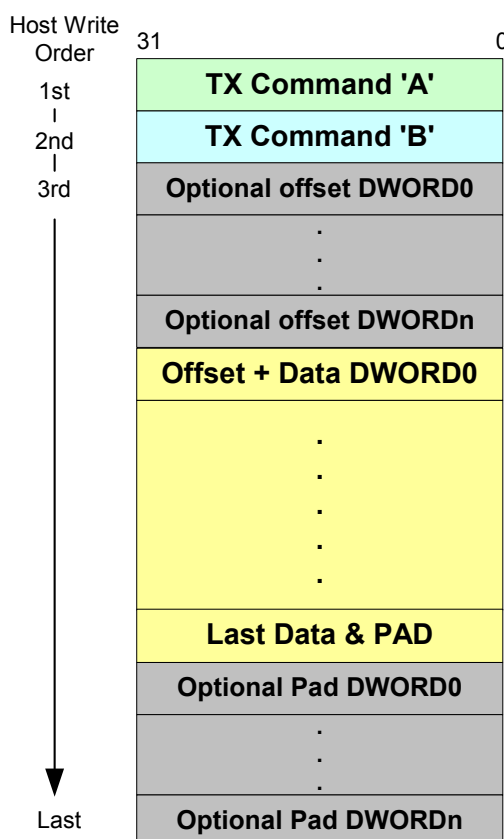 Host Write
Order
31
0
1st
TX Command 'A'
2nd
TX Command 'B'
3rd
Optional offset DWORD0
.
.
.
Optional offset DWORDn
Offset + Data DWORD0
.
.
.
.
.
Last Data & PAD
Optional Pad DWORD0
.
.
.
Last
Optional Pad DWORDn